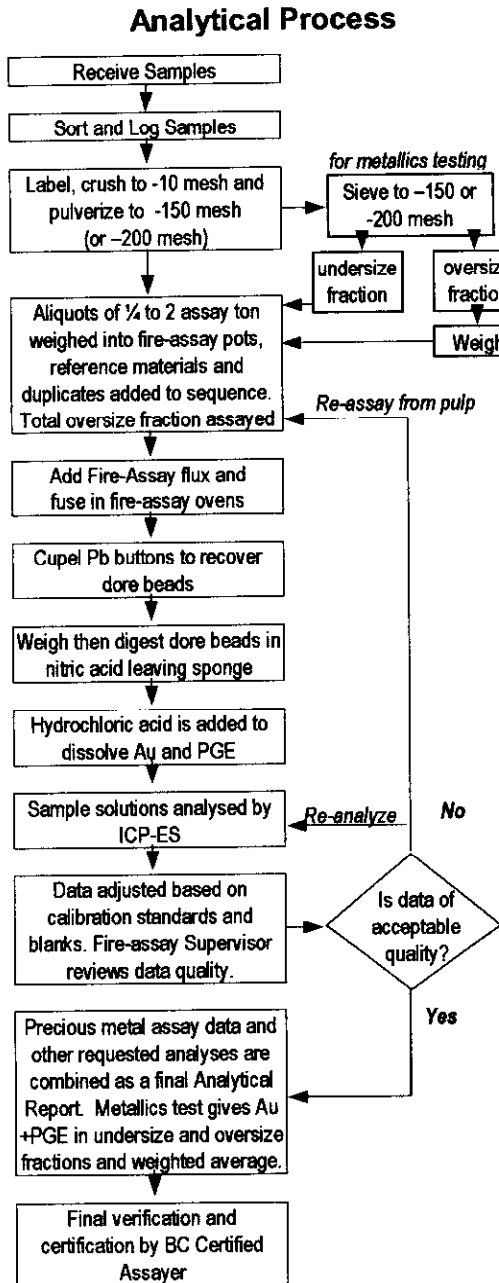 Analytical Process
Receive Samples
Sort and Log Samples
Label, crush to -10 mesh and
pulverize to -150 mesh
(or –200 mesh)
for metallics testing
Sieve to –150 or
-200 mesh
undersize
fraction
oversiz
fraction
Weigh
Aliquots of ¼ to 2 assay ton
weighed into fire-assay pots,
reference materials and
duplicates added to sequence.
Total oversize fraction assayed
Re-assay from pulp
Add Fire-Assay flux and
fuse in fire-assay ovens
Cupel Pb buttons to recover
dore beads
Weigh then digest dore beads in
nitric acid leaving sponge
Hydrochloric acid is added to
dissolve Au and PGE
Sample solutions analysed by
ICP-ES
Re-analyze
No
Data adjusted based on
calibration standards and
blanks. Fire-assay Supervisor
reviews data quality.
Is data of
acceptable
quality?
Yes
Precious metal assay data and
other requested analyses are
combined as a final Analytical
Report. Metallics test gives Au
+PGE in undersize and oversize
fractions and weighted average.
Final verification and
certification by BC Certified
Assayer